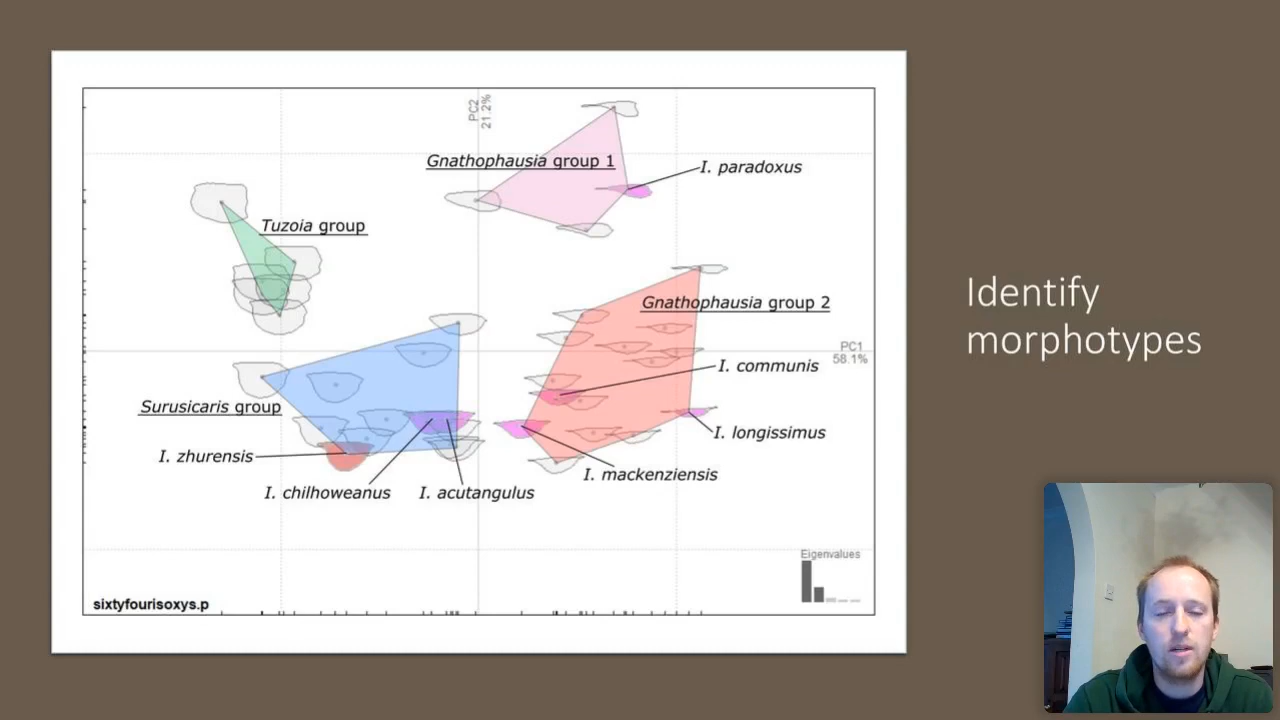 PC2
21.2%
Gnathophausia group 1
I. paradoxus
Tuzoia group
Gnathophausia group 2
PC1
58.1%
I. communis
Surusicaris group
I. longissimus
I. zhurensis
I. mackenziensis
I. chilhoweanus
I. acutangulus
Eigenvalues
sixtyfourisoxys.p
Identify
morphotypes